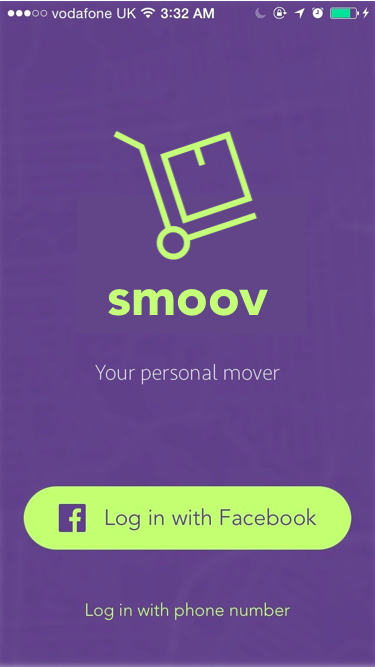 vodafone UK 3:32 AM
smoov
Your personal mover
Log in with Facebook
Log in with phone number